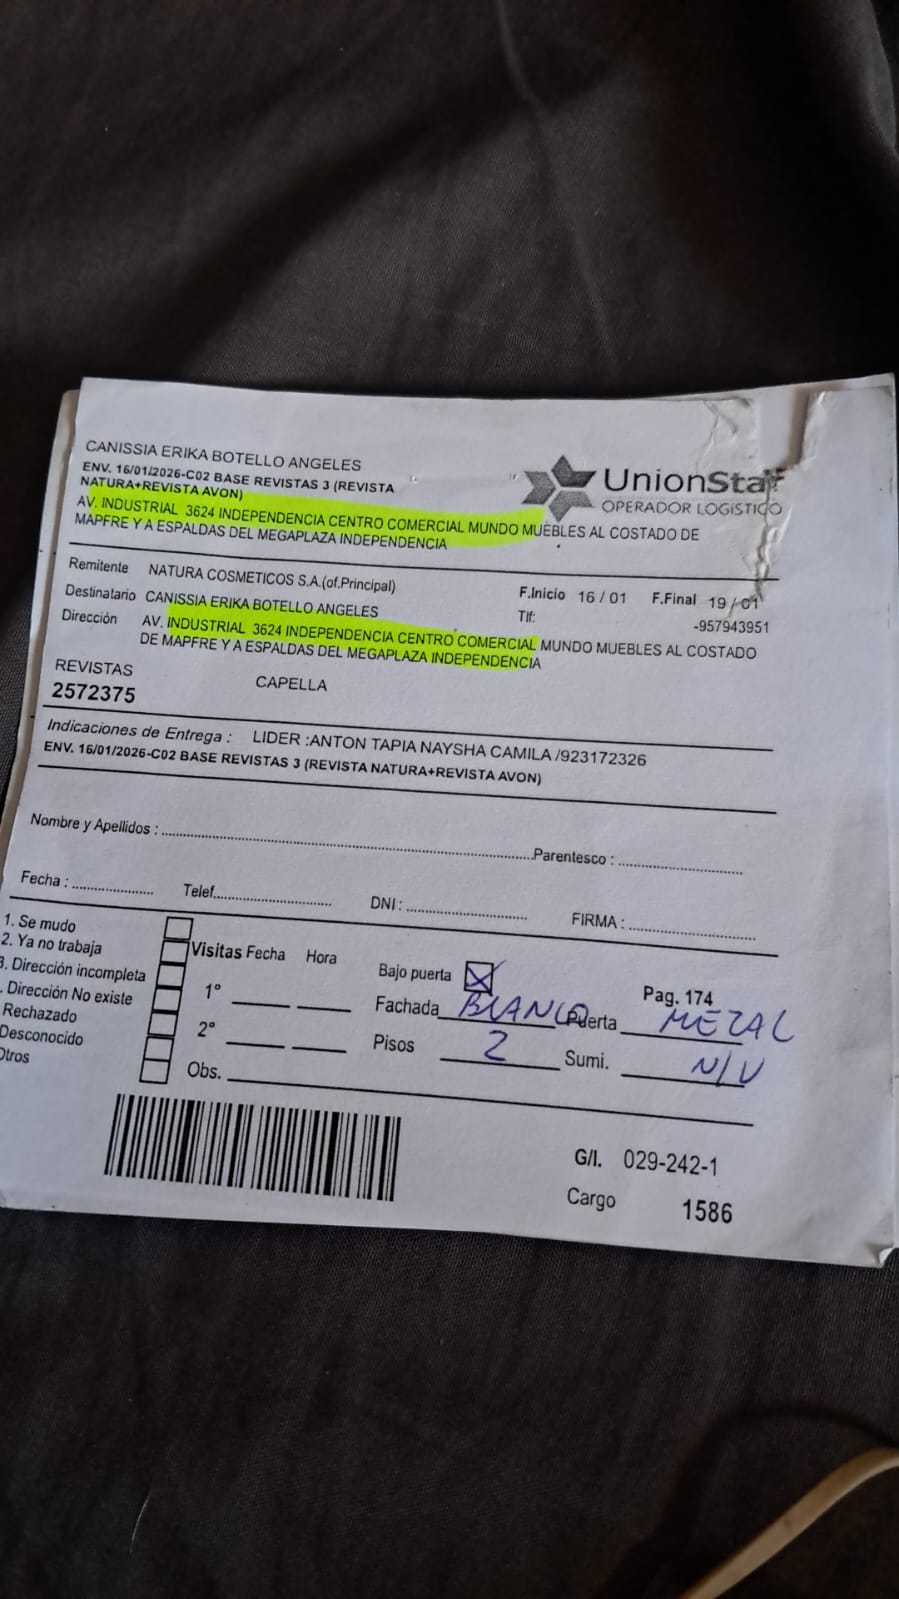 CANISSIA ERIKA BOTELLO ANGELES
ENV. 16/01/2026-C02 BASE REVISTAS 3 (REVISTA
NATURA+REVISTA AVON)
AV. INDUSTRIAL 3624 INDEPENDENCIA CENTRO COMERCIAL MUNDO MUEBLES AL COSTADO DE
MAPFRE Y A ESPALDAS DEL MEGAPLAZA INDEPENDENCIA
UnionStaff
OPERADOR LOGISTICO
Remitente NATURA COSMETICOS S.A.(of.Principal)
F.Inicio 16 / 01 F.Final 19 / 01
Destinatario CANISSIA ERIKA BOTELLO ANGELES
Tlf: -957943951
Dirección AV. INDUSTRIAL 3624 INDEPENDENCIA CENTRO COMERCIAL MUNDO MUEBLES AL COSTADO
DE MAPFRE Y A ESPALDAS DEL MEGAPLAZA INDEPENDENCIA
REVISTAS
2572375 CAPELLA
Indicaciones de Entrega : LIDER :ANTON TAPIA NAYSHA CAMILA /923172326
ENV. 16/01/2026-C02 BASE REVISTAS 3 (REVISTA NATURA+REVISTA AVON)
Nombre y Apellidos : Parentesco :
Fecha : Telef. DNI : FIRMA :
1. Se mudo
2. Ya no trabaja
3. Dirección incompleta
. Dirección No existe
Rechazado
Desconocido
Otros
Visitas Fecha Hora
1°
2°
Obs.
Bajo puerta X
Pag. 174
Fachada BLANCO Puerta MEZAL
Pisos 2 Sumi. N/V
G/I. 029-242-1
Cargo 1586